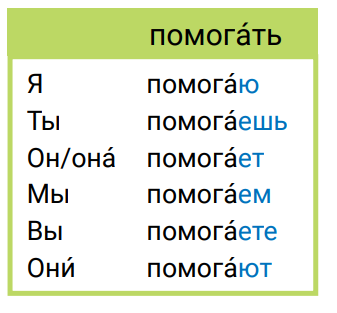 помога́ть
Я помога́ю
Ты помога́ешь
Он/она́ помога́ет
Мы помога́ем
Вы помога́ете
Они́ помога́ют